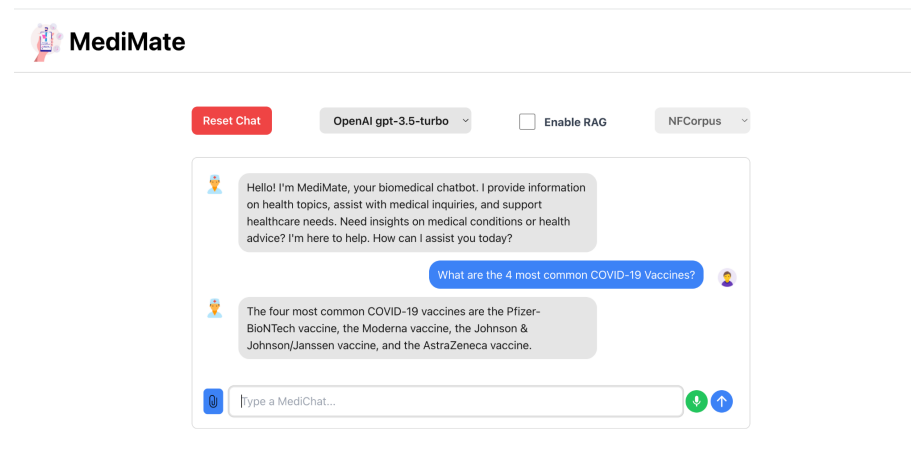 MediMate
Reset Chat
OpenAI gpt-3.5-turbo
Enable RAG
NFCorpus
Hello! I'm MediMate, your biomedical chatbot. I provide information
on health topics, assist with medical inquiries, and support
healthcare needs. Need insights on medical conditions or health
advice? I'm here to help. How can I assist you today?
What are the 4 most common COVID-19 Vaccines?
The four most common COVID-19 vaccines are the Pfizer-
BioNTech vaccine, the Moderna vaccine, the Johnson &
Johnson/Janssen vaccine, and the AstraZeneca vaccine.
Type a MediChat...